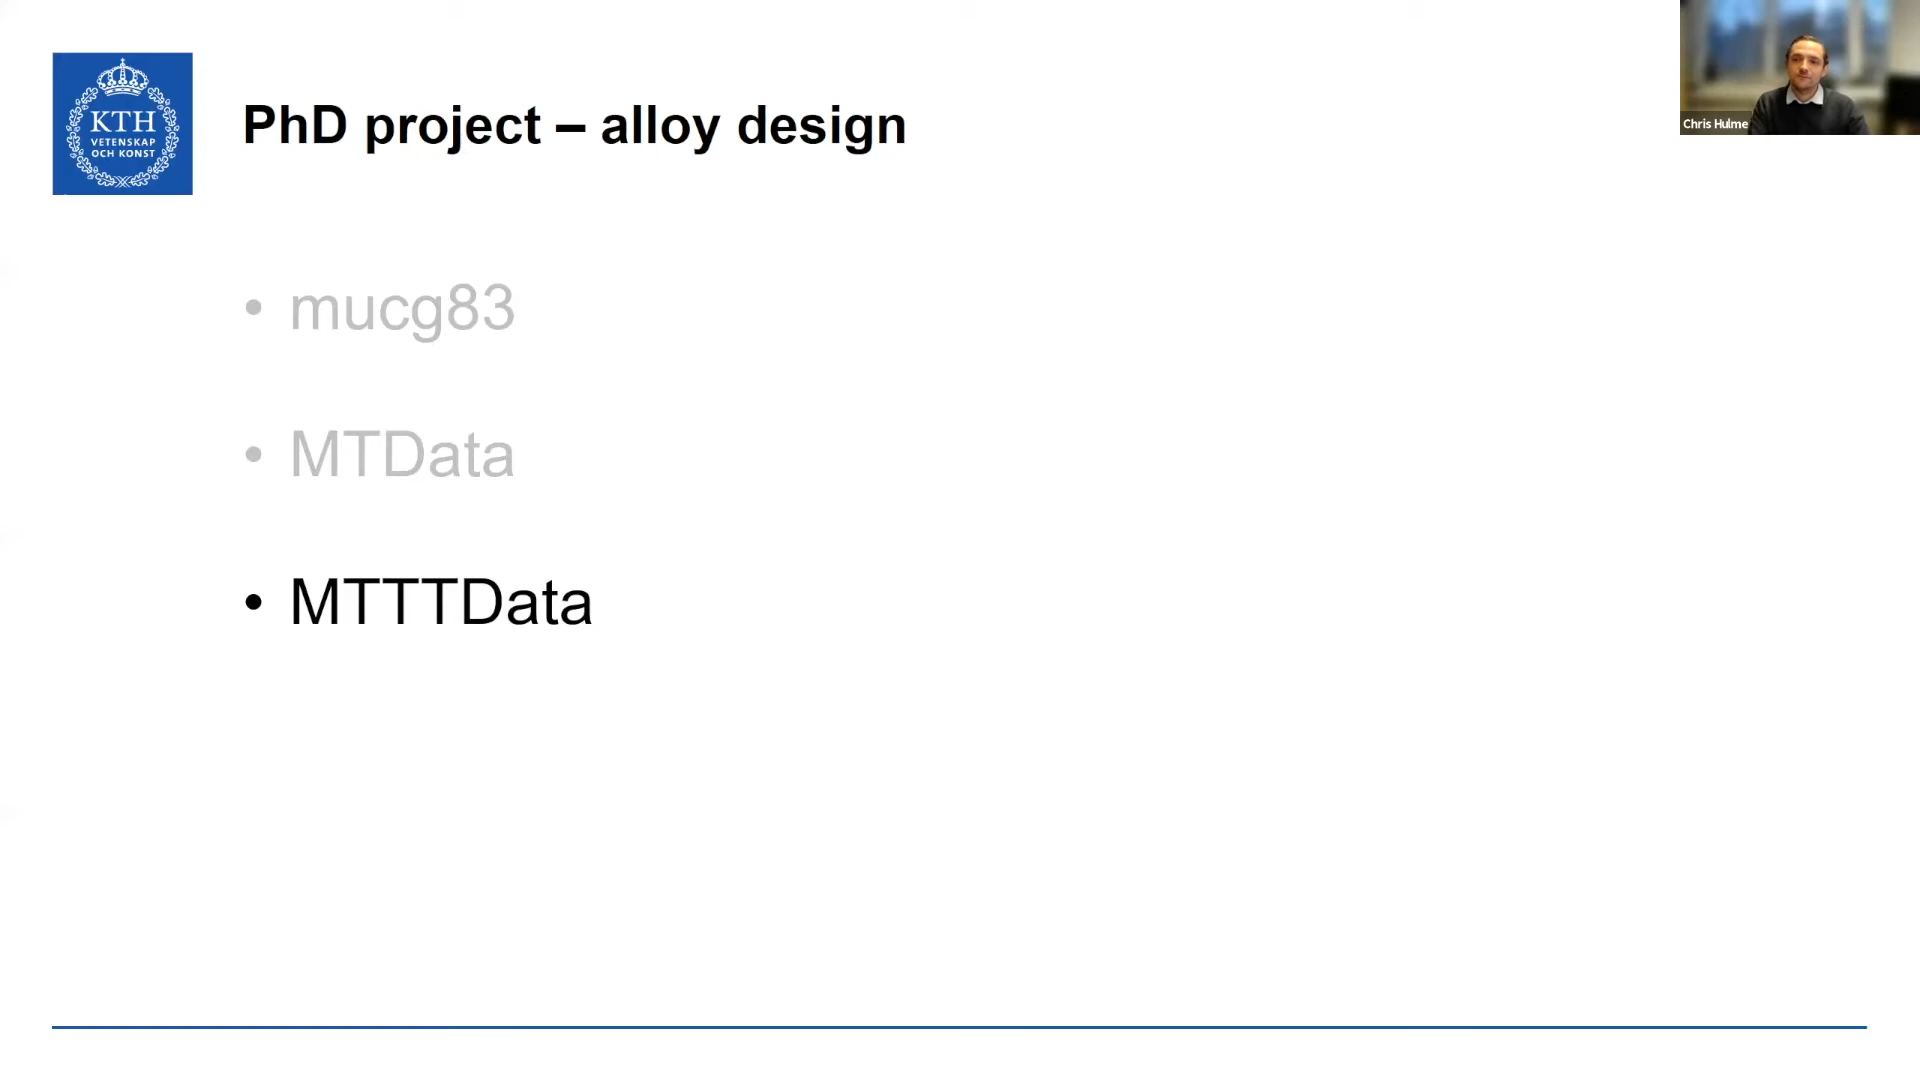 KTH
VETENSKAP
OCH KONST
PhD project – alloy design
Chris Hulme
• mucg83
• MTData
• MTTTData